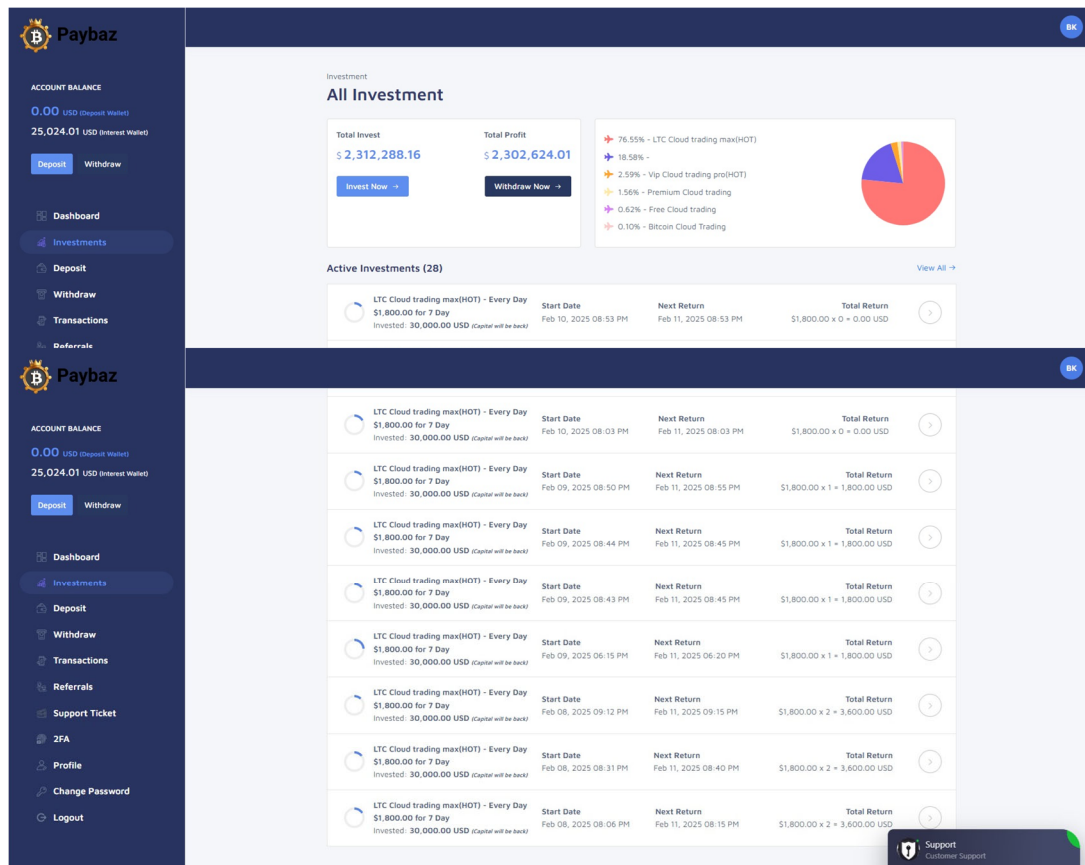 Paybaz
BK
ACCOUNT BALANCE
0.00 USD (Deposit Wallet)
25,024.01 USD (Interest Wallet)
Deposit Withdraw
Dashboard
Investments
Deposit
Withdraw
Transactions
Referrals
Investment
All Investment
Total Invest Total Profit
$ 2,312,288.16 $ 2,302,624.01
Invest Now → Withdraw Now →
76.55% - LTC Cloud trading max(HOT)
18.58% -
2.59% - Vip Cloud trading pro(HOT)
1.56% - Premium Cloud trading
0.62% - Free Cloud trading
0.10% - Bitcoin Cloud Trading
Active Investments (28) View All →
LTC Cloud trading max(HOT) - Every Day
$1,800.00 for 7 Day
Invested: 30,000.00 USD (Capital will be back)
Start Date Next Return Total Return
Feb 10, 2025 08:53 PM Feb 11, 2025 08:53 PM $1,800.00 x 0 = 0.00 USD
Paybaz
BK
ACCOUNT BALANCE
0.00 USD (Deposit Wallet)
25,024.01 USD (Interest Wallet)
Deposit Withdraw
Dashboard
Investments
Deposit
Withdraw
Transactions
Referrals
Support Ticket
2FA
Profile
Change Password
Logout
LTC Cloud trading max(HOT) - Every Day
$1,800.00 for 7 Day
Invested: 30,000.00 USD (Capital will be back)
Start Date Next Return Total Return
Feb 10, 2025 08:03 PM Feb 11, 2025 08:03 PM $1,800.00 x 0 = 0.00 USD
LTC Cloud trading max(HOT) - Every Day
$1,800.00 for 7 Day
Invested: 30,000.00 USD (Capital will be back)
Start Date Next Return Total Return
Feb 09, 2025 08:50 PM Feb 11, 2025 08:55 PM $1,800.00 x 1 = 1,800.00 USD
LTC Cloud trading max(HOT) - Every Day
$1,800.00 for 7 Day
Invested: 30,000.00 USD (Capital will be back)
Start Date Next Return Total Return
Feb 09, 2025 08:44 PM Feb 11, 2025 08:45 PM $1,800.00 x 1 = 1,800.00 USD
LTC Cloud trading max(HOT) - Every Day
$1,800.00 for 7 Day
Invested: 30,000.00 USD (Capital will be back)
Start Date Next Return Total Return
Feb 09, 2025 08:43 PM Feb 11, 2025 08:45 PM $1,800.00 x 1 = 1,800.00 USD
LTC Cloud trading max(HOT) - Every Day
$1,800.00 for 7 Day
Invested: 30,000.00 USD (Capital will be back)
Start Date Next Return Total Return
Feb 09, 2025 06:15 PM Feb 11, 2025 06:20 PM $1,800.00 x 1 = 1,800.00 USD
LTC Cloud trading max(HOT) - Every Day
$1,800.00 for 7 Day
Invested: 30,000.00 USD (Capital will be back)
Start Date Next Return Total Return
Feb 08, 2025 09:12 PM Feb 11, 2025 09:15 PM $1,800.00 x 2 = 3,600.00 USD
LTC Cloud trading max(HOT) - Every Day
$1,800.00 for 7 Day
Invested: 30,000.00 USD (Capital will be back)
Start Date Next Return Total Return
Feb 08, 2025 08:31 PM Feb 11, 2025 08:40 PM $1,800.00 x 2 = 3,600.00 USD
LTC Cloud trading max(HOT) - Every Day
$1,800.00 for 7 Day
Invested: 30,000.00 USD (Capital will be back)
Start Date Next Return Total Return
Feb 08, 2025 08:06 PM Feb 11, 2025 08:15 PM $1,800.00 x 2 = 3,600.00 USD
Support
Customer Support